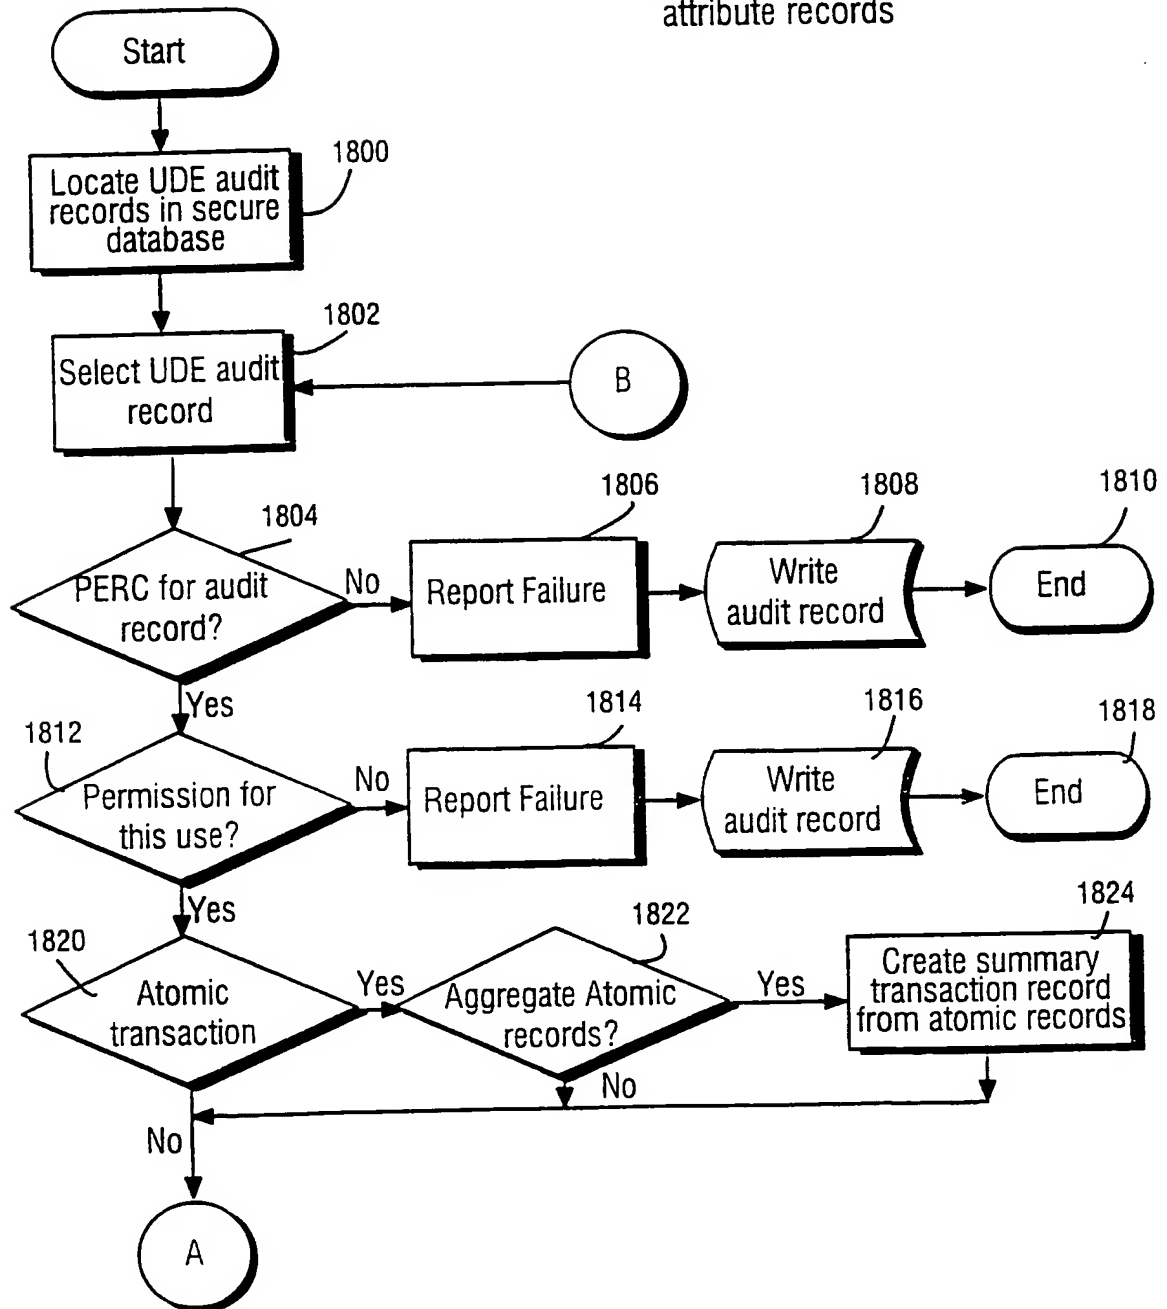 attribute records
Start
1800
Locate UDE audit
records in secure
database
1802
Select UDE audit
record
B
1804
PERC for audit
record?
No
1806
Report Failure
1808
Write
audit record
1810
End
Yes
1812
Permission for
this use?
No
1814
Report Failure
1816
Write
audit record
1818
End
Yes
1820
Atomic
transaction
Yes
1822
Aggregate Atomic
records?
Yes
1824
Create summary
transaction record
from atomic records
No
No
A